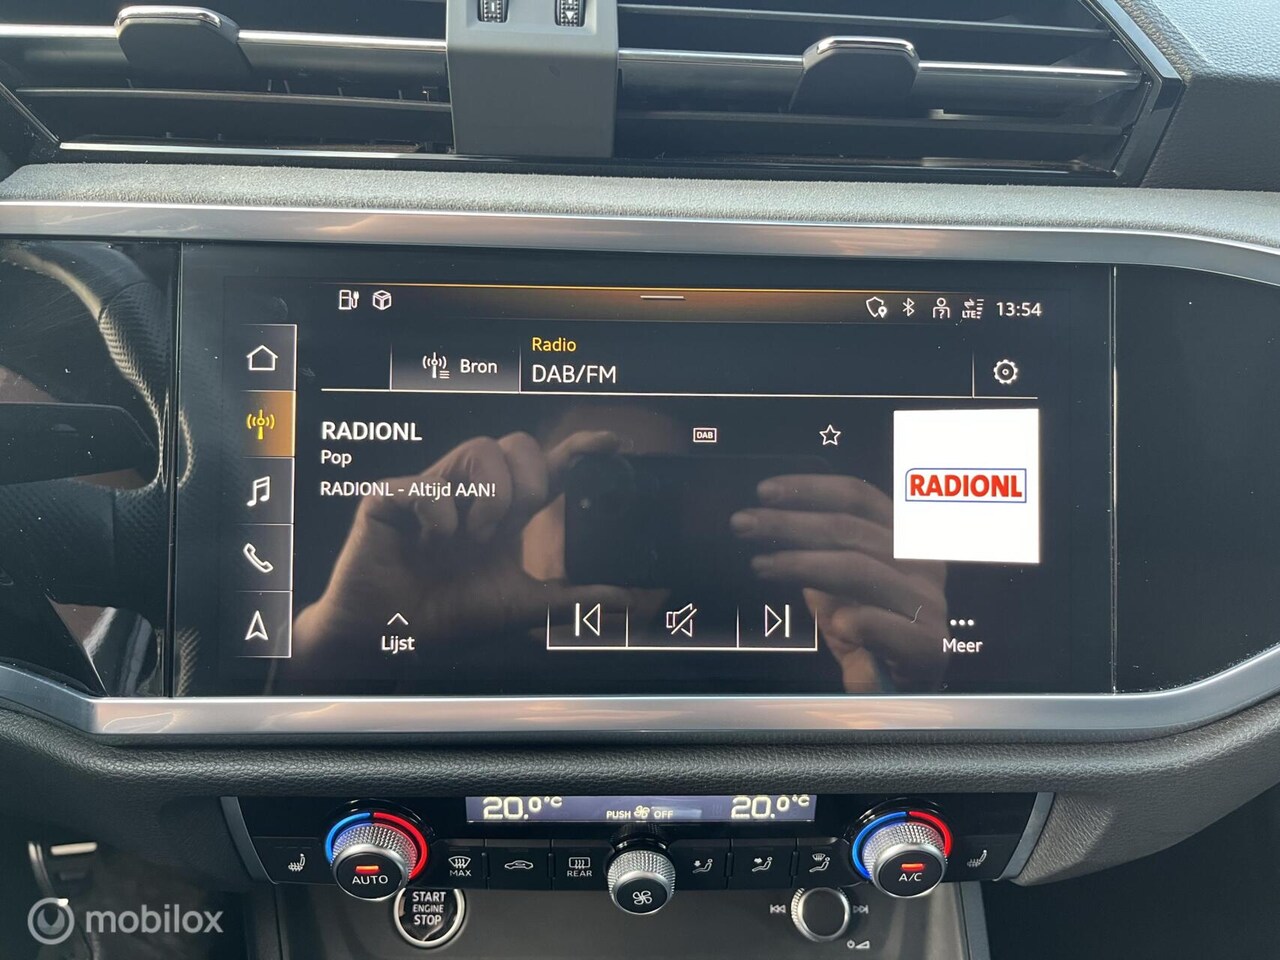 LTE 13:54
Radio
Bron
DAB/FM
RADIONL
DAB
Pop
RADIONL
RADIONL - Altijd AAN!
Lijst
Meer
20.0°C
PUSH OFF
20.0°C
AUTO
MAX
REAR
A/C
START
ENGINE
STOP
mobilox